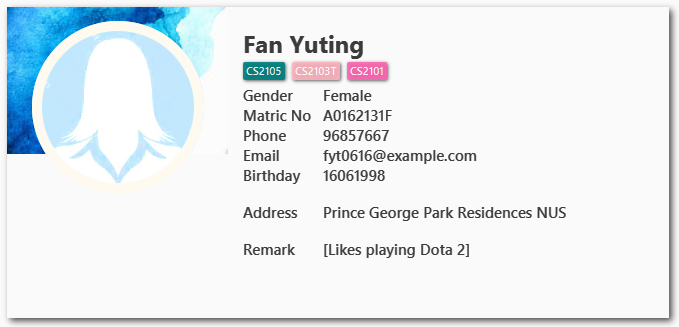 Fan Yuting
CS2105 CS2103T CS2101
Gender Female
Matric No A0162131F
Phone 96857667
Email fyt0616@example.com
Birthday 16061998
Address Prince George Park Residences NUS
Remark [Likes playing Dota 2]